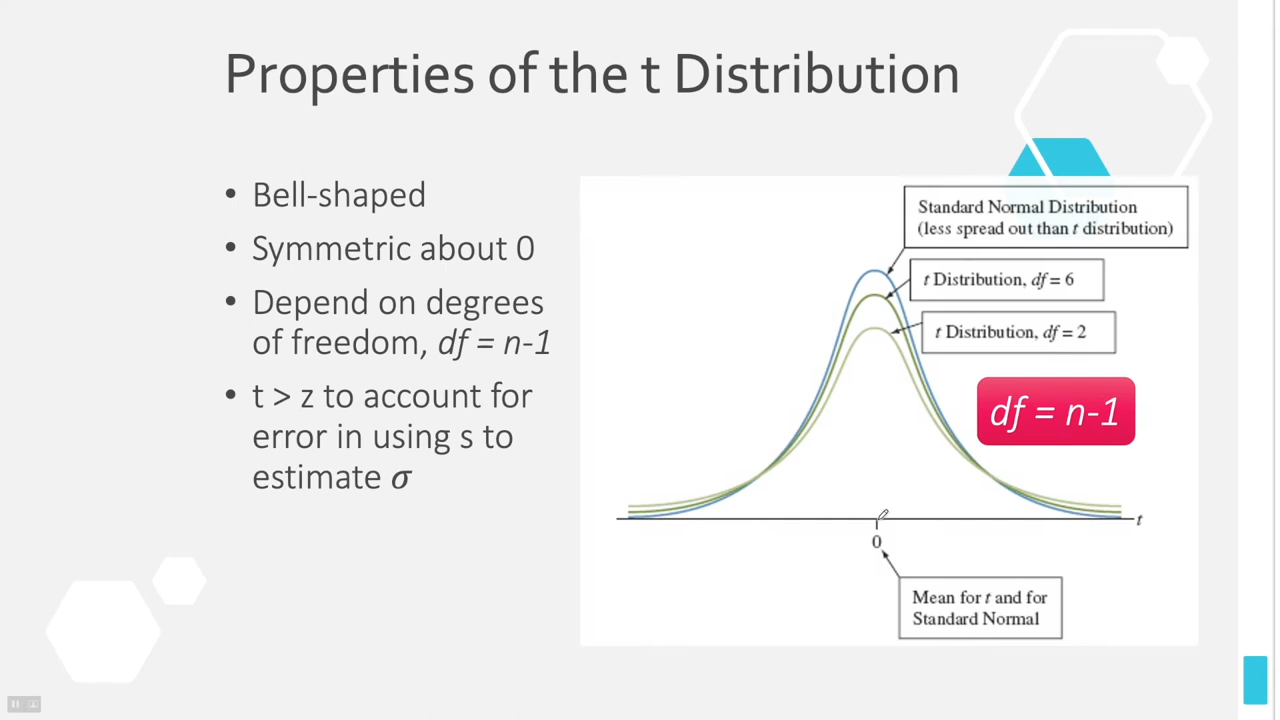 Properties of the t Distribution
• Bell-shaped
• Symmetric about 0
• Depend on degrees
of freedom, df = n-1
• t > z to account for
error in using s to
estimate σ
Standard Normal Distribution
(less spread out than t distribution)
t Distribution, df = 6
t Distribution, df = 2
df = n-1
t
0
Mean for t and for
Standard Normal